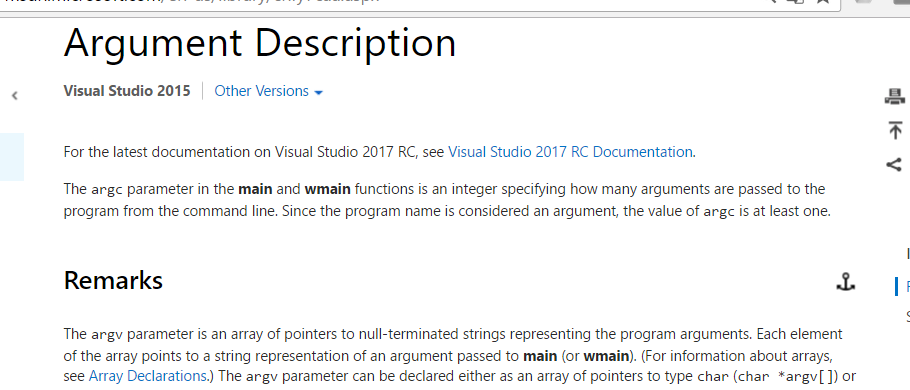 Argument Description
Visual Studio 2015 Other Versions
For the latest documentation on Visual Studio 2017 RC, see Visual Studio 2017 RC Documentation.
The argc parameter in the main and wmain functions is an integer specifying how many arguments are passed to the
program from the command line. Since the program name is considered an argument, the value of argc is at least one.
Remarks
The argv parameter is an array of pointers to null-terminated strings representing the program arguments. Each element
of the array points to a string representation of an argument passed to main (or wmain). (For information about arrays,
see Array Declarations.) The argv parameter can be declared either as an array of pointers to type char (char *argv[]) or